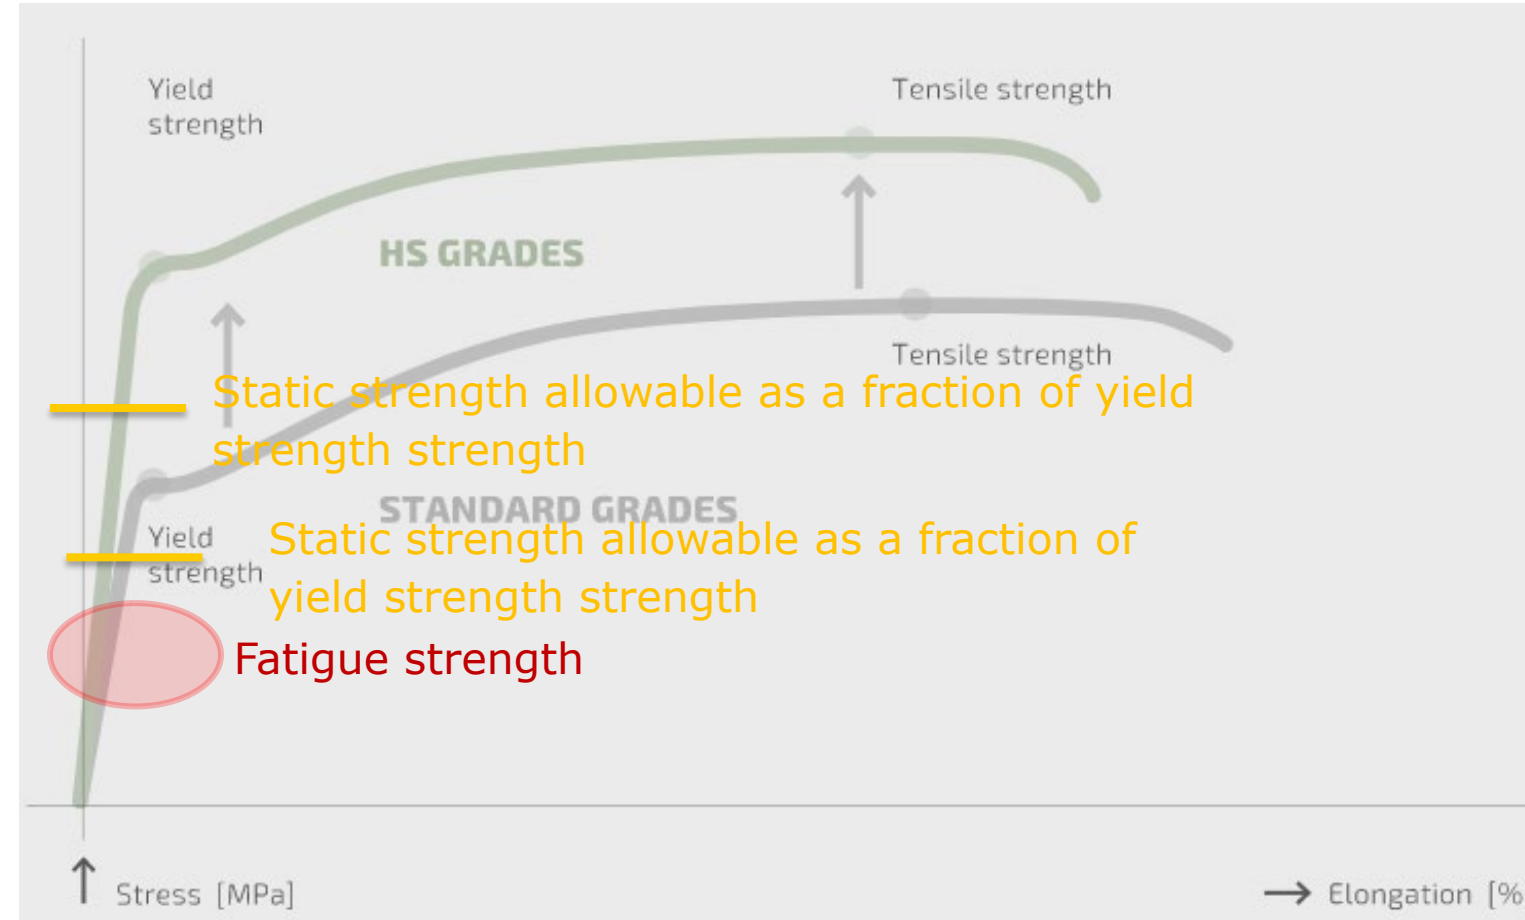 Yield
strength
Tensile strength
HS GRADES
Tensile strength
Static strength allowable as a fraction of yield
strength strength
STANDARD GRADES
Yield
strength
Static strength allowable as a fraction of
yield strength strength
Fatigue strength
Stress [MPa]
Elongation [%